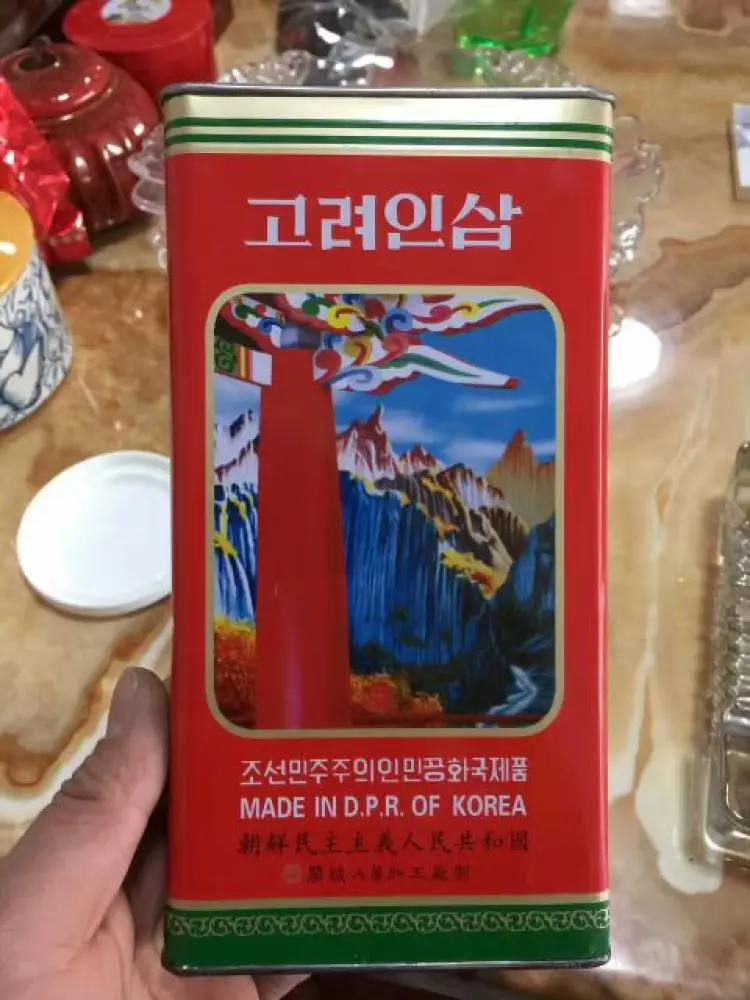 고려인삼
조선민주주의인민공화국제품
MADE IN D.P.R. OF KOREA
朝鮮民主主義人民共和國
城人蔘加工廠製